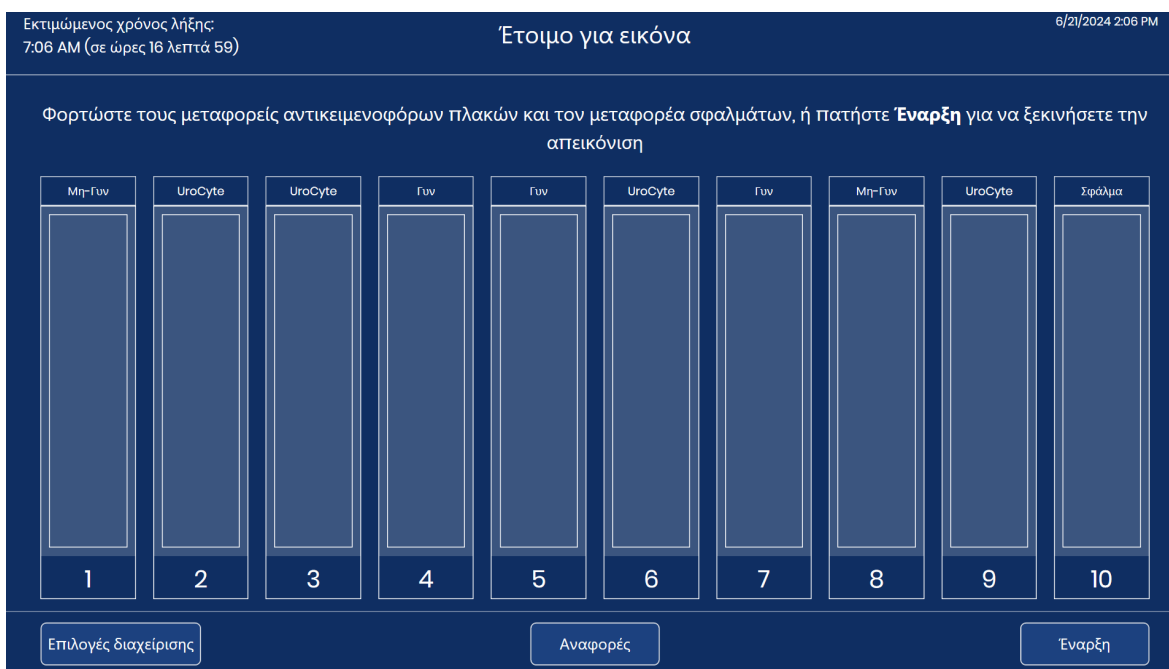 Εκτιμώμενος χρόνος λήξης:
7:06 AM (σε ώρες 16 λεπτά 59)
Έτοιμο για εικόνα
6/21/2024 2:06 PM
Φορτώστε τους μεταφορείς αντικειμενοφόρων πλακών και τον μεταφορέα σφαλμάτων, ή πατήστε Έναρξη για να ξεκινήσετε την
απεικόνιση
Μη-Γυν UroCyte UroCyte Γυν Γυν UroCyte Γυν Μη-Γυν UroCyte Σφάλμα
1 2 3 4 5 6 7 8 9 10
Επιλογές διαχείρισης Αναφορές Έναρξη